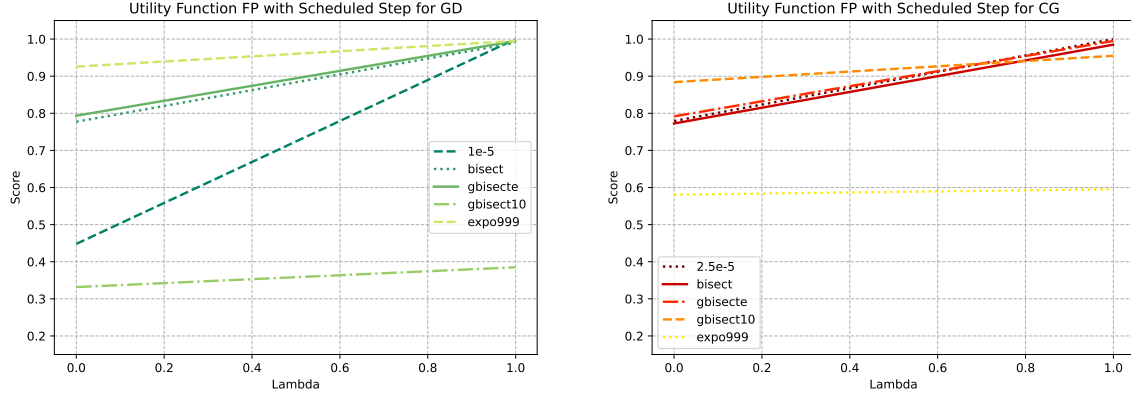 Utility Function FP with Scheduled Step for GD
1.0
0.9
0.8
0.7
0.6
0.5
0.4
0.3
0.2
Score
1e-5
bisect
gbisecte
gbisect10
expo999
0.0 0.2 0.4 0.6 0.8 1.0
Lambda
Utility Function FP with Scheduled Step for CG
1.0
0.9
0.8
0.7
0.6
0.5
0.4
0.3
0.2
Score
2.5e-5
bisect
gbisecte
gbisect10
expo999
0.0 0.2 0.4 0.6 0.8 1.0
Lambda